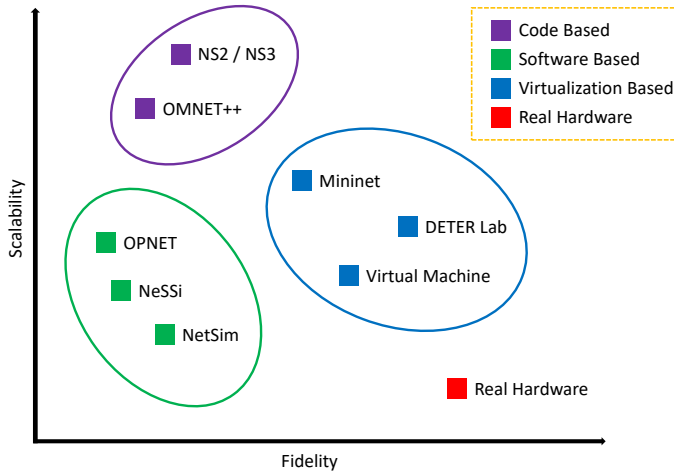 NS2 / NS3
OMNET++
Code Based
Software Based
Virtualization Based
Real Hardware
Mininet
DETER Lab
Virtual Machine
OPNET
NeSSi
NetSim
Real Hardware
Scalability
Fidelity